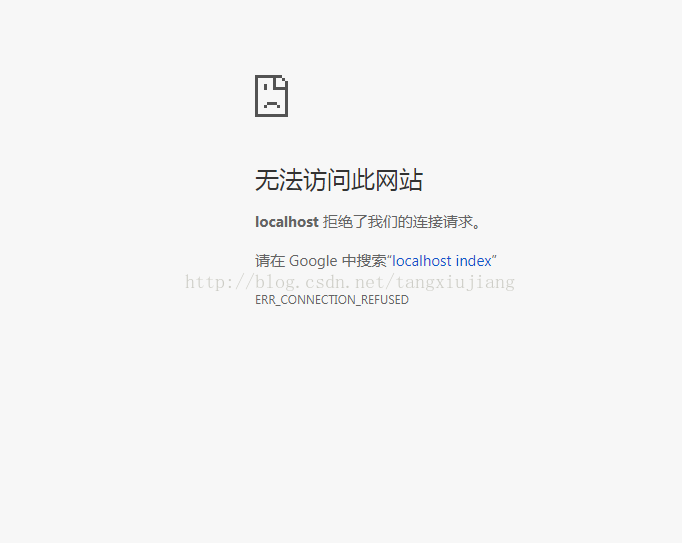 无法访问此网站
localhost 拒绝了我们的连接请求。
请在 Google 中搜索“localhost index”
http://blog.csdn.net/tangxiujiang
ERR_CONNECTION_REFUSED